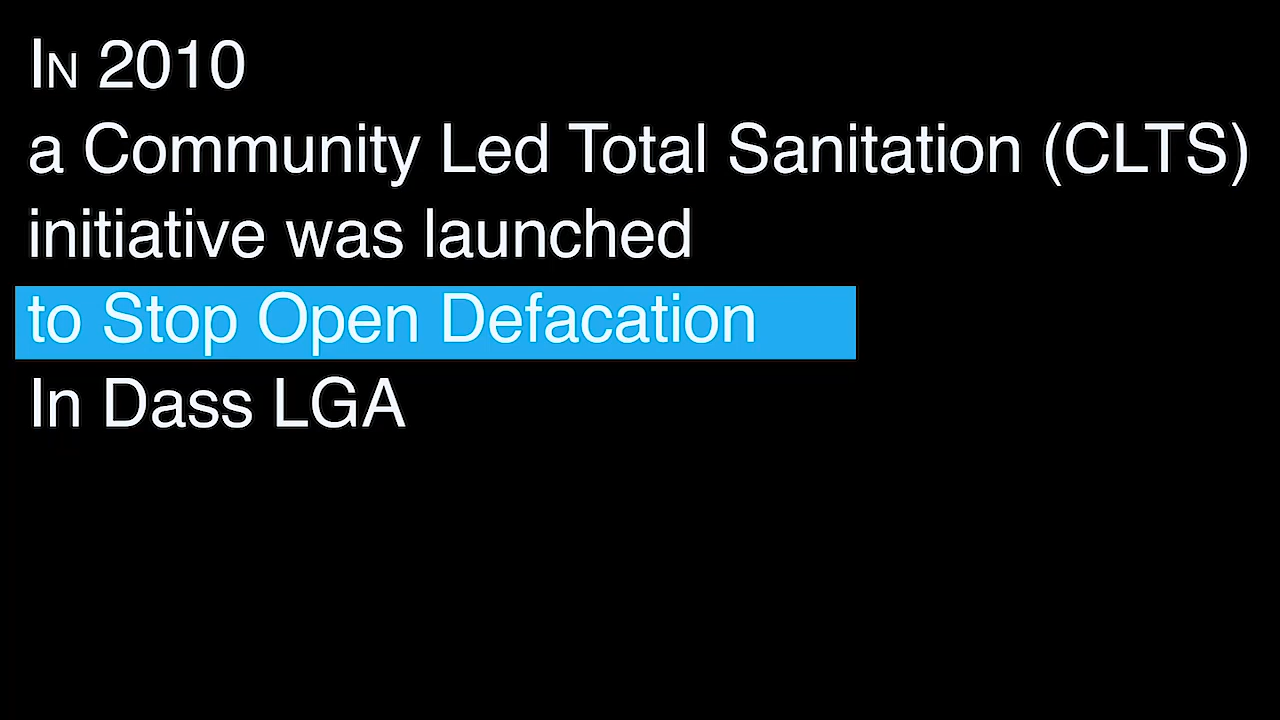 In 2010
a Community Led Total Sanitation (CLTS)
initiative was launched
to Stop Open Defacation
In Dass LGA